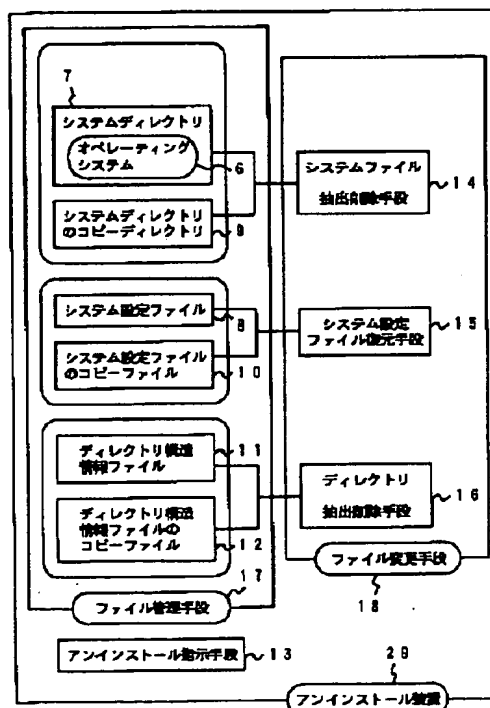 7
システムディレクトリ
オペレーティング
システム
6
システムディレクトリ
のコピーディレクトリ
9
システムファイル
抽出削除手段
14
システム設定ファイル
8
システム設定ファイル
のコピーファイル
10
システム設定
ファイル復元手段
15
ディレクトリ構造
情報ファイル
11
ディレクトリ構造
情報ファイルの
コピーファイル
12
ディレクトリ
抽出削除手段
16
17
ファイル管理手段
ファイル変更手段
18
アンインストール指示手段
13
20
アンインストール装置